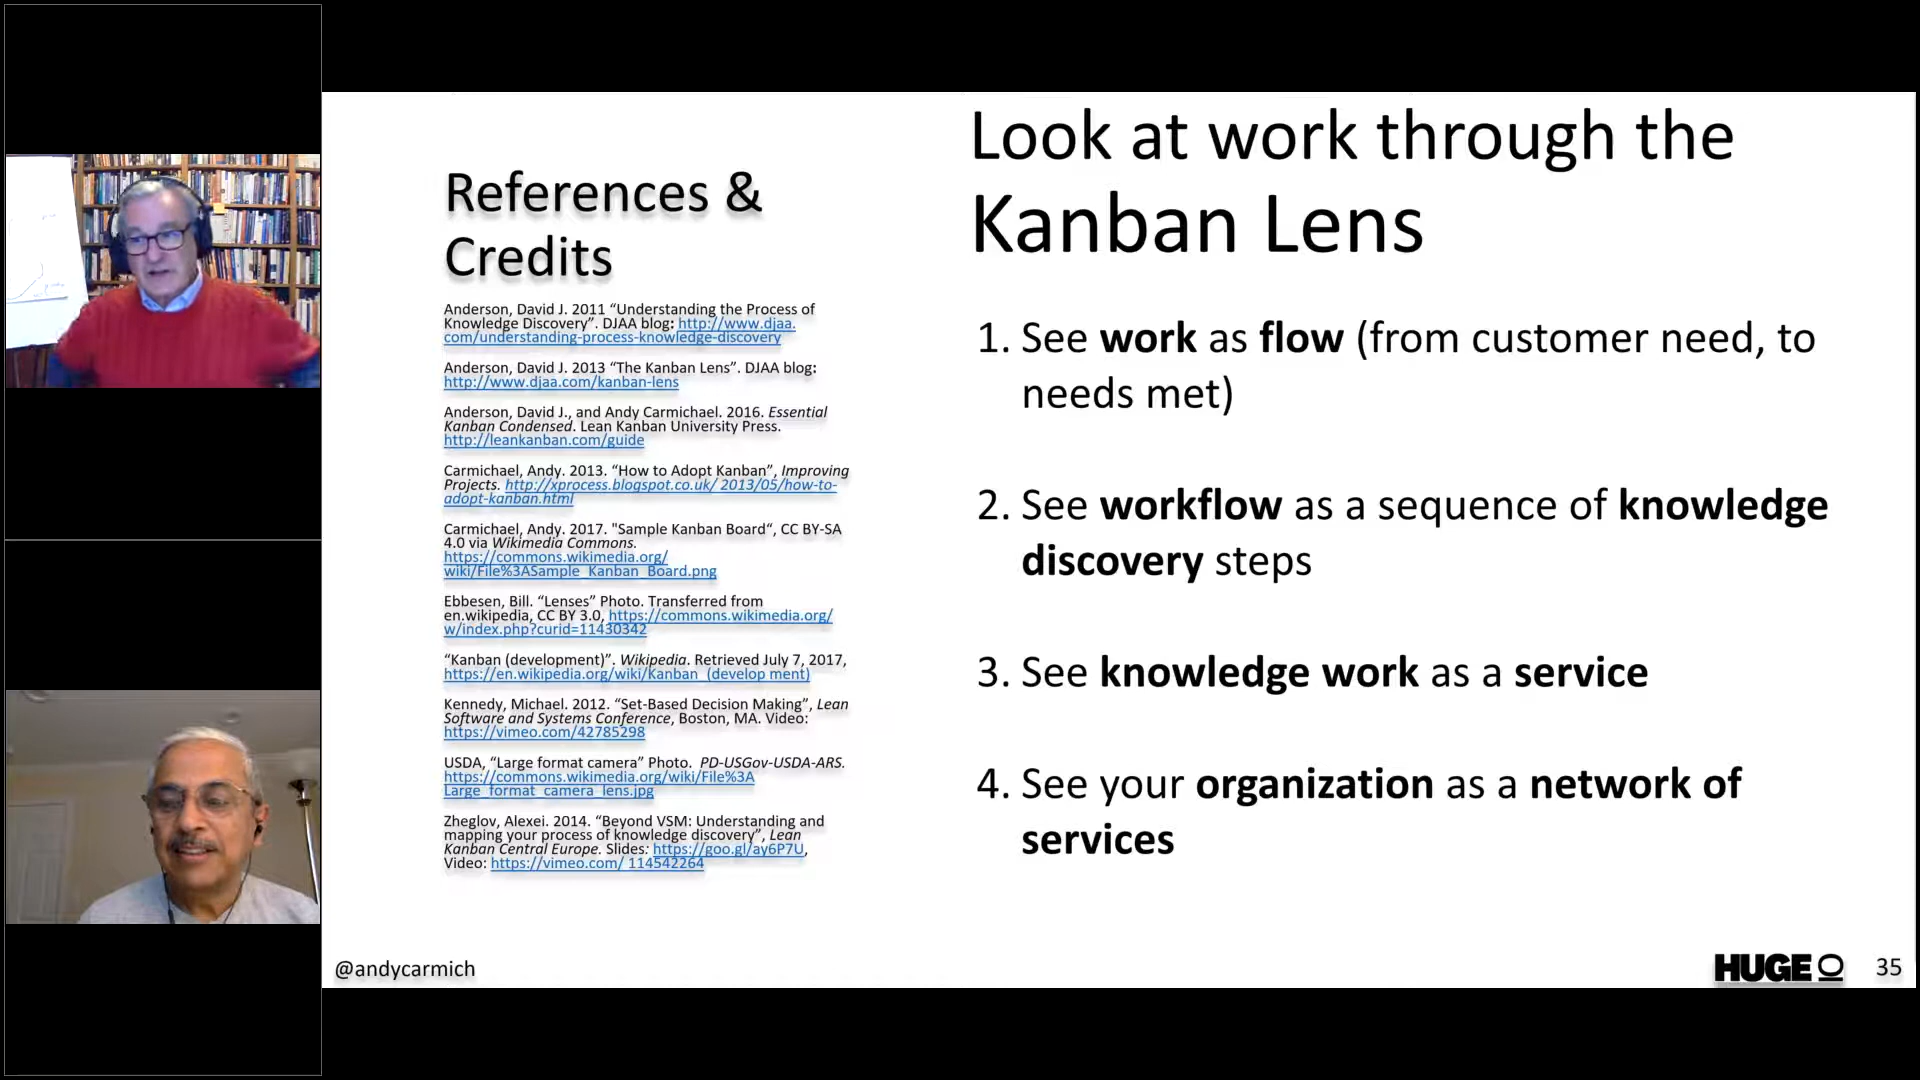 References &
Credits
Anderson, David J. 2011 “Understanding the Process of
Knowledge Discovery”. DJAA blog: http://www.djaa.
com/understanding-process-knowledge-discovery
Anderson, David J. 2013 “The Kanban Lens”. DJAA blog:
http://www.djaa.com/kanban-lens
Anderson, David J., and Andy Carmichael. 2016. Essential
Kanban Condensed. Lean Kanban University Press.
http://leankanban.com/guide
Carmichael, Andy. 2013. “How to Adopt Kanban”, Improving
Projects. http://xprocess.blogspot.co.uk/ 2013/05/how-to-
adopt-kanban.html
Carmichael, Andy. 2017. "Sample Kanban Board“, CC BY-SA
4.0 via Wikimedia Commons.
https://commons.wikimedia.org/
wiki/File%3ASample_Kanban_Board.png
Ebbesen, Bill. “Lenses” Photo. Transferred from
en.wikipedia, CC BY 3.0, https://commons.wikimedia.org/
w/index.php?curid=11430342
“Kanban (development)”. Wikipedia. Retrieved July 7, 2017,
https://en.wikipedia.org/wiki/Kanban_(develop ment)
Kennedy, Michael. 2012. “Set-Based Decision Making”, Lean
Software and Systems Conference, Boston, MA. Video:
https://vimeo.com/42785298
USDA, “Large format camera” Photo. PD-USGov-USDA-ARS.
https://commons.wikimedia.org/wiki/File%3A
Large_format_camera_lens.jpg
Zheglov, Alexei. 2014. “Beyond VSM: Understanding and
mapping your process of knowledge discovery”, Lean
Kanban Central Europe. Slides: https://goo.gl/ay6P7U,
Video: https://vimeo.com/ 114542264
Look at work through the
Kanban Lens
1. See work as flow (from customer need, to
needs met)
2. See workflow as a sequence of knowledge
discovery steps
3. See knowledge work as a service
4. See your organization as a network of
services
@andycarmich
HUGE IO
35